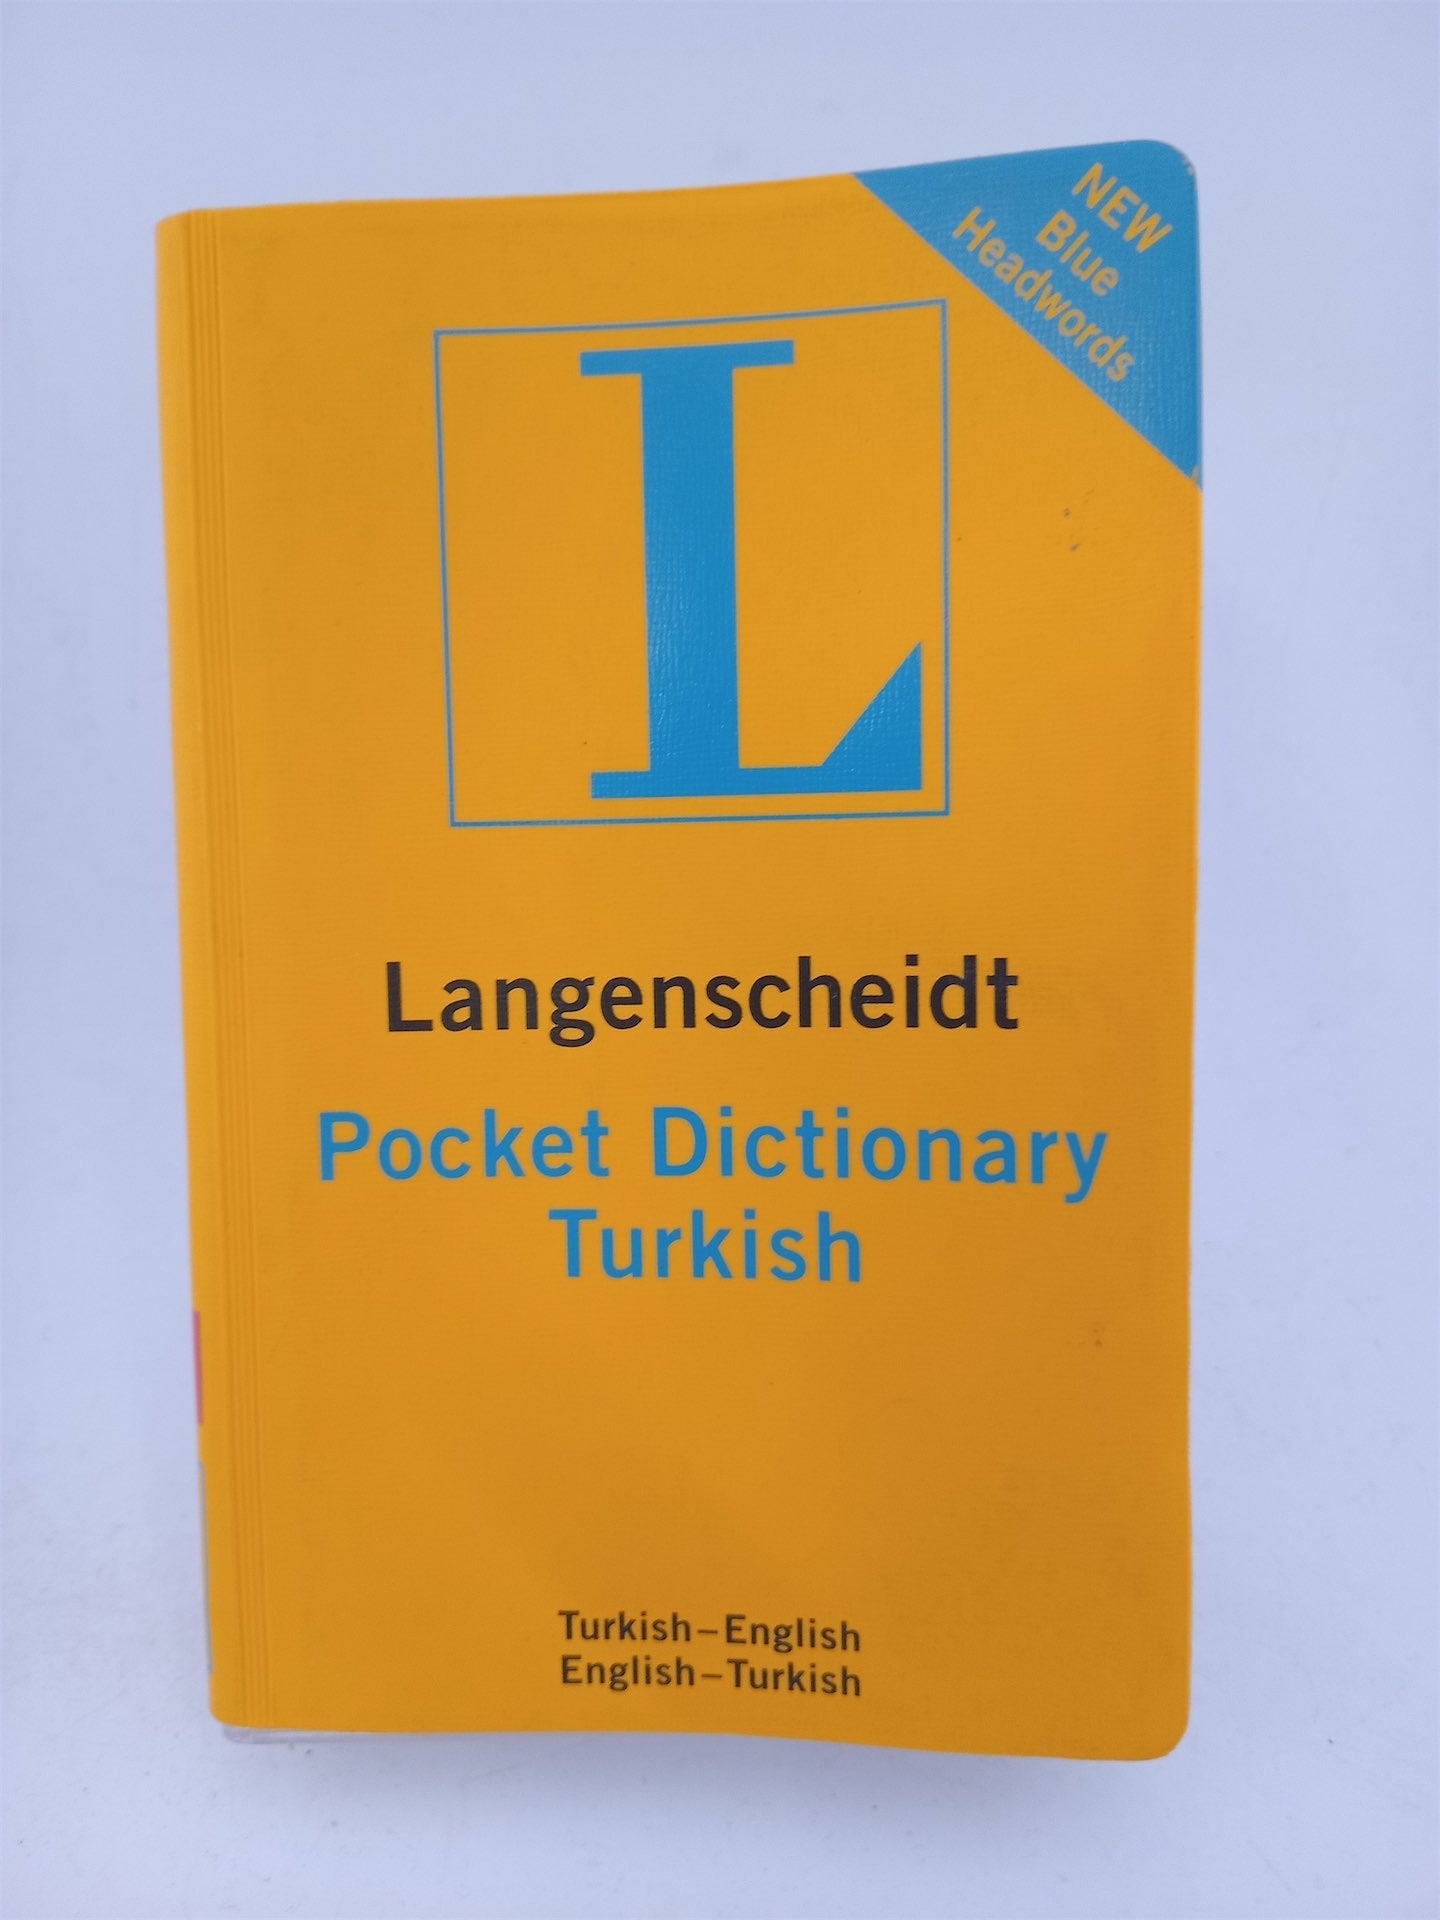 NEW
Blue
Headwords
L
Langenscheidt
Pocket Dictionary
Turkish
Turkish–English
English–Turkish